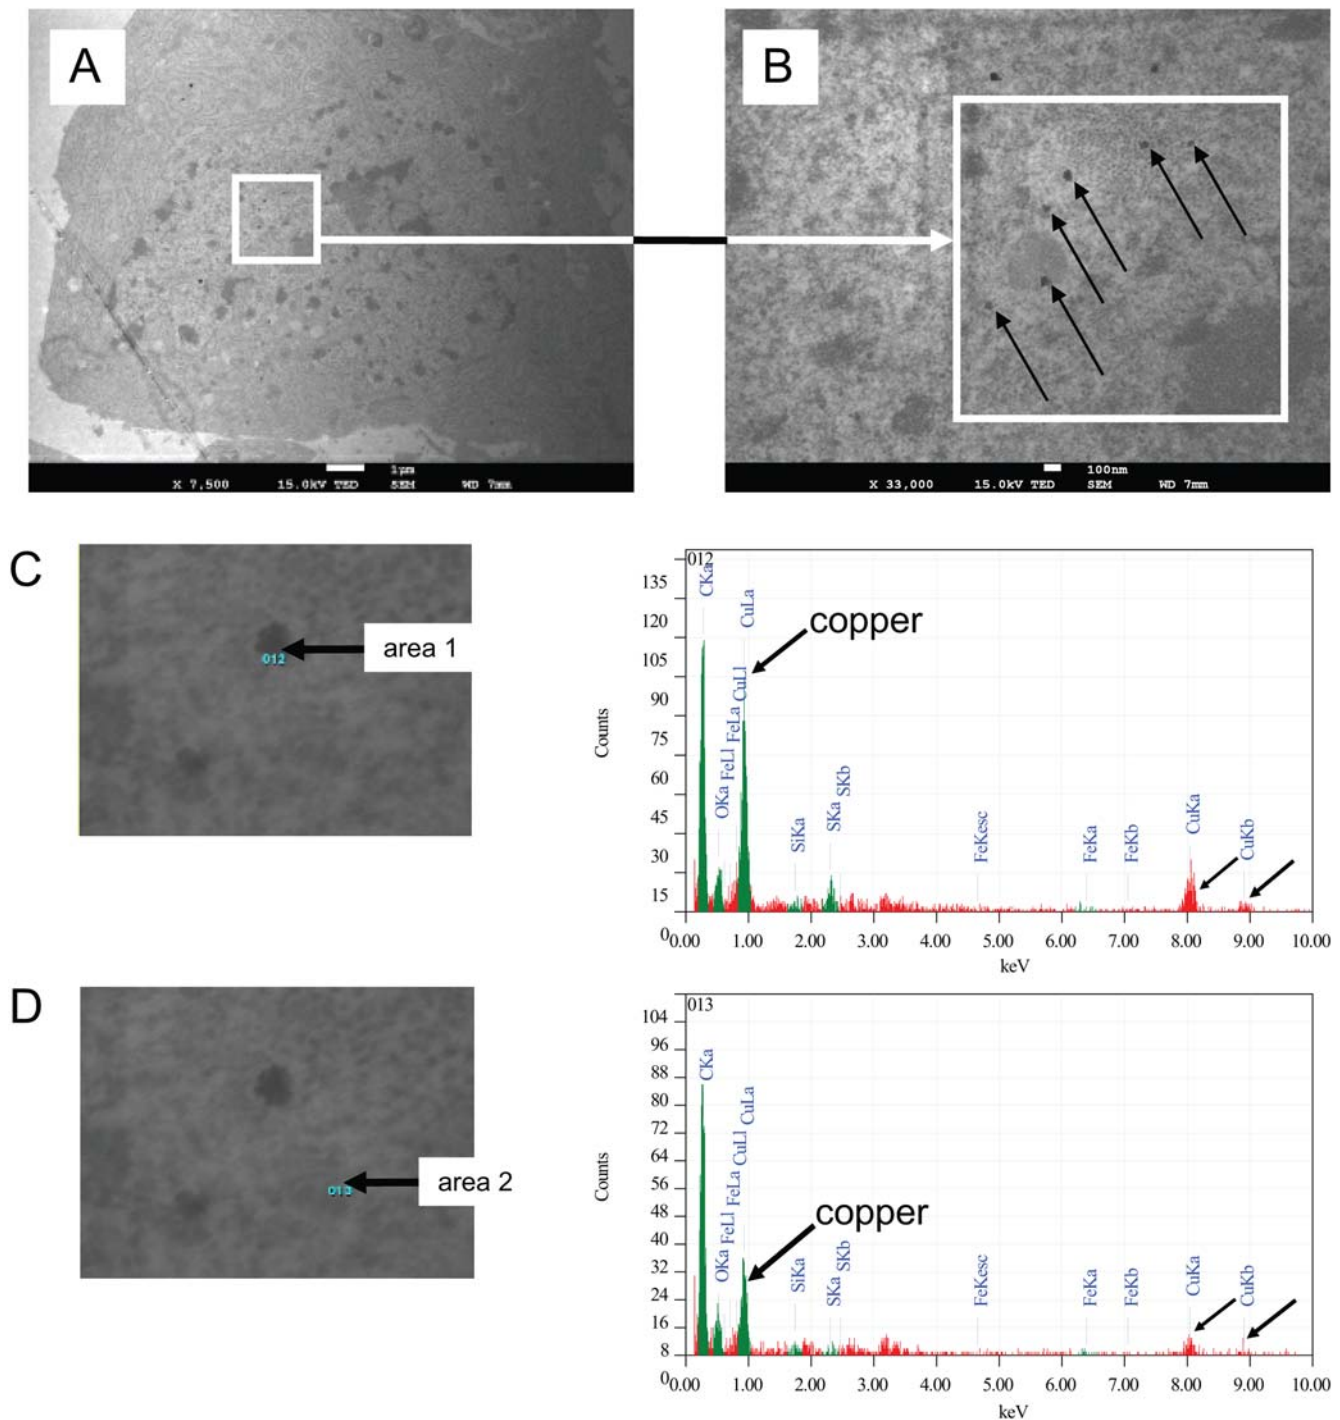 A
B
1µm
X 7,500 15.0kV TED SEM WD 7mm
100nm
X 33,000 15.0kV TED SEM WD 7mm
C
area 1
012
012
135
120
105
90
75
60
45
30
15
0
Counts
CKa
OKa
FeLl
FeLa
CuLl
CuLa
copper
SiKa
SKa
SKb
FeKesc
FeKa
FeKb
CuKa
CuKb
0.00 1.00 2.00 3.00 4.00 5.00 6.00 7.00 8.00 9.00 10.00
keV
D
area 2
013
013
104
96
88
80
72
64
56
48
40
32
24
16
8
0
Counts
CKa
OKa
FeLl
FeLa
CuLl
CuLa
copper
SiKa
SKa
SKb
FeKesc
FeKa
FeKb
CuKa
CuKb
0.00 1.00 2.00 3.00 4.00 5.00 6.00 7.00 8.00 9.00 10.00
keV